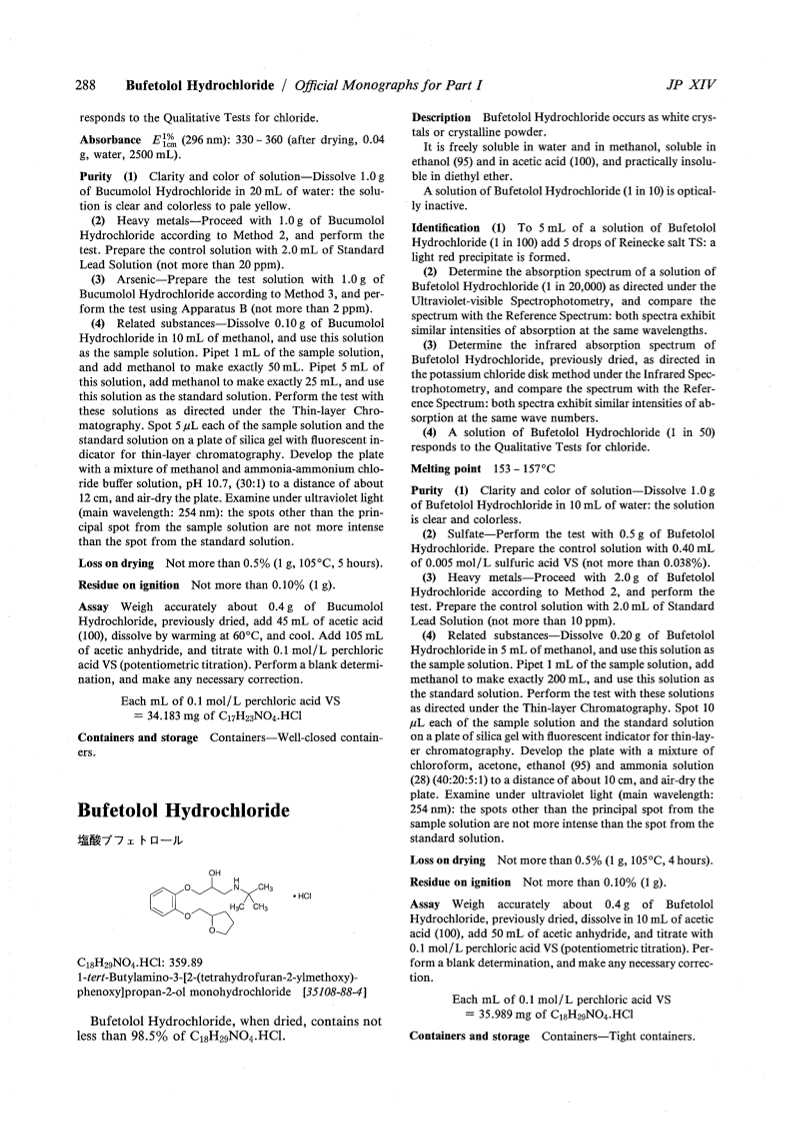 288 Bufetolol Hydrochloride / Official Monographs for Part I JP XIV
responds to the Qualitative Tests for chloride.
Absorbance E1%1cm (296 nm): 330 – 360 (after drying, 0.04
g, water, 2500 mL).
Purity (1) Clarity and color of solution—Dissolve 1.0 g
of Bucumolol Hydrochloride in 20 mL of water: the solu-
tion is clear and colorless to pale yellow.
(2) Heavy metals—Proceed with 1.0 g of Bucumolol
Hydrochloride according to Method 2, and perform the
test. Prepare the control solution with 2.0 mL of Standard
Lead Solution (not more than 20 ppm).
(3) Arsenic—Prepare the test solution with 1.0 g of
Bucumolol Hydrochloride according to Method 3, and per-
form the test using Apparatus B (not more than 2 ppm).
(4) Related substances—Dissolve 0.10 g of Bucumolol
Hydrochloride in 10 mL of methanol, and use this solution
as the sample solution. Pipet 1 mL of the sample solution,
and add methanol to make exactly 50 mL. Pipet 5 mL of
this solution, add methanol to make exactly 25 mL, and use
this solution as the standard solution. Perform the test with
these solutions as directed under the Thin-layer Chro-
matography. Spot 5 µL each of the sample solution and the
standard solution on a plate of silica gel with fluorescent in-
dicator for thin-layer chromatography. Develop the plate
with a mixture of methanol and ammonia-ammonium chlo-
ride buffer solution, pH 10.7, (30:1) to a distance of about
12 cm, and air-dry the plate. Examine under ultraviolet light
(main wavelength: 254 nm): the spots other than the prin-
cipal spot from the sample solution are not more intense
than the spot from the standard solution.
Loss on drying Not more than 0.5% (1 g, 105°C, 5 hours).
Residue on ignition Not more than 0.10% (1 g).
Assay Weigh accurately about 0.4 g of Bucumolol
Hydrochloride, previously dried, add 45 mL of acetic acid
(100), dissolve by warming at 60°C, and cool. Add 105 mL
of acetic anhydride, and titrate with 0.1 mol/L perchloric
acid VS (potentiometric titration). Perform a blank determi-
nation, and make any necessary correction.
Each mL of 0.1 mol/L perchloric acid VS
= 34.183 mg of C17H23NO4.HCl
Containers and storage Containers—Well-closed contain-
ers.
Bufetolol Hydrochloride
塩酸ブフェトロール
OH
O
H
N
CH3
H3C CH3
O
O
• HCl
C18H29NO4.HCl: 359.89
1-tert-Butylamino-3-[2-(tetrahydrofuran-2-ylmethoxy)-
phenoxy]propan-2-ol monohydrochloride [35108-88-4]
Bufetolol Hydrochloride, when dried, contains not
less than 98.5% of C18H29NO4.HCl.
Description Bufetolol Hydrochloride occurs as white crys-
tals or crystalline powder.
It is freely soluble in water and in methanol, soluble in
ethanol (95) and in acetic acid (100), and practically insolu-
ble in diethyl ether.
A solution of Bufetolol Hydrochloride (1 in 10) is optical-
ly inactive.
Identification (1) To 5 mL of a solution of Bufetolol
Hydrochloride (1 in 100) add 5 drops of Reinecke salt TS: a
light red precipitate is formed.
(2) Determine the absorption spectrum of a solution of
Bufetolol Hydrochloride (1 in 20,000) as directed under the
Ultraviolet-visible Spectrophotometry, and compare the
spectrum with the Reference Spectrum: both spectra exhibit
similar intensities of absorption at the same wavelengths.
(3) Determine the infrared absorption spectrum of
Bufetolol Hydrochloride, previously dried, as directed in
the potassium chloride disk method under the Infrared Spec-
trophotometry, and compare the spectrum with the Refer-
ence Spectrum: both spectra exhibit similar intensities of ab-
sorption at the same wave numbers.
(4) A solution of Bufetolol Hydrochloride (1 in 50)
responds to the Qualitative Tests for chloride.
Melting point 153 – 157°C
Purity (1) Clarity and color of solution—Dissolve 1.0 g
of Bufetolol Hydrochloride in 10 mL of water: the solution
is clear and colorless.
(2) Sulfate—Perform the test with 0.5 g of Bufetolol
Hydrochloride. Prepare the control solution with 0.40 mL
of 0.005 mol/L sulfuric acid VS (not more than 0.038%).
(3) Heavy metals—Proceed with 2.0 g of Bufetolol
Hydrochloride according to Method 2, and perform the
test. Prepare the control solution with 2.0 mL of Standard
Lead Solution (not more than 10 ppm).
(4) Related substances—Dissolve 0.20 g of Bufetolol
Hydrochloride in 5 mL of methanol, and use this solution as
the sample solution. Pipet 1 mL of the sample solution, add
methanol to make exactly 200 mL, and use this solution as
the standard solution. Perform the test with these solutions
as directed under the Thin-layer Chromatography. Spot 10
µL each of the sample solution and the standard solution
on a plate of silica gel with fluorescent indicator for thin-lay-
er chromatography. Develop the plate with a mixture of
chloroform, acetone, ethanol (95) and ammonia solution
(28) (40:20:5:1) to a distance of about 10 cm, and air-dry the
plate. Examine under ultraviolet light (main wavelength:
254 nm): the spots other than the principal spot from the
sample solution are not more intense than the spot from the
standard solution.
Loss on drying Not more than 0.5% (1 g, 105°C, 4 hours).
Residue on ignition Not more than 0.10% (1 g).
Assay Weigh accurately about 0.4 g of Bufetolol
Hydrochloride, previously dried, dissolve in 10 mL of acetic
acid (100), add 50 mL of acetic anhydride, and titrate with
0.1 mol/L perchloric acid VS (potentiometric titration). Per-
form a blank determination, and make any necessary correc-
tion.
Each mL of 0.1 mol/L perchloric acid VS
= 35.989 mg of C18H29NO4.HCl
Containers and storage Containers—Tight containers.